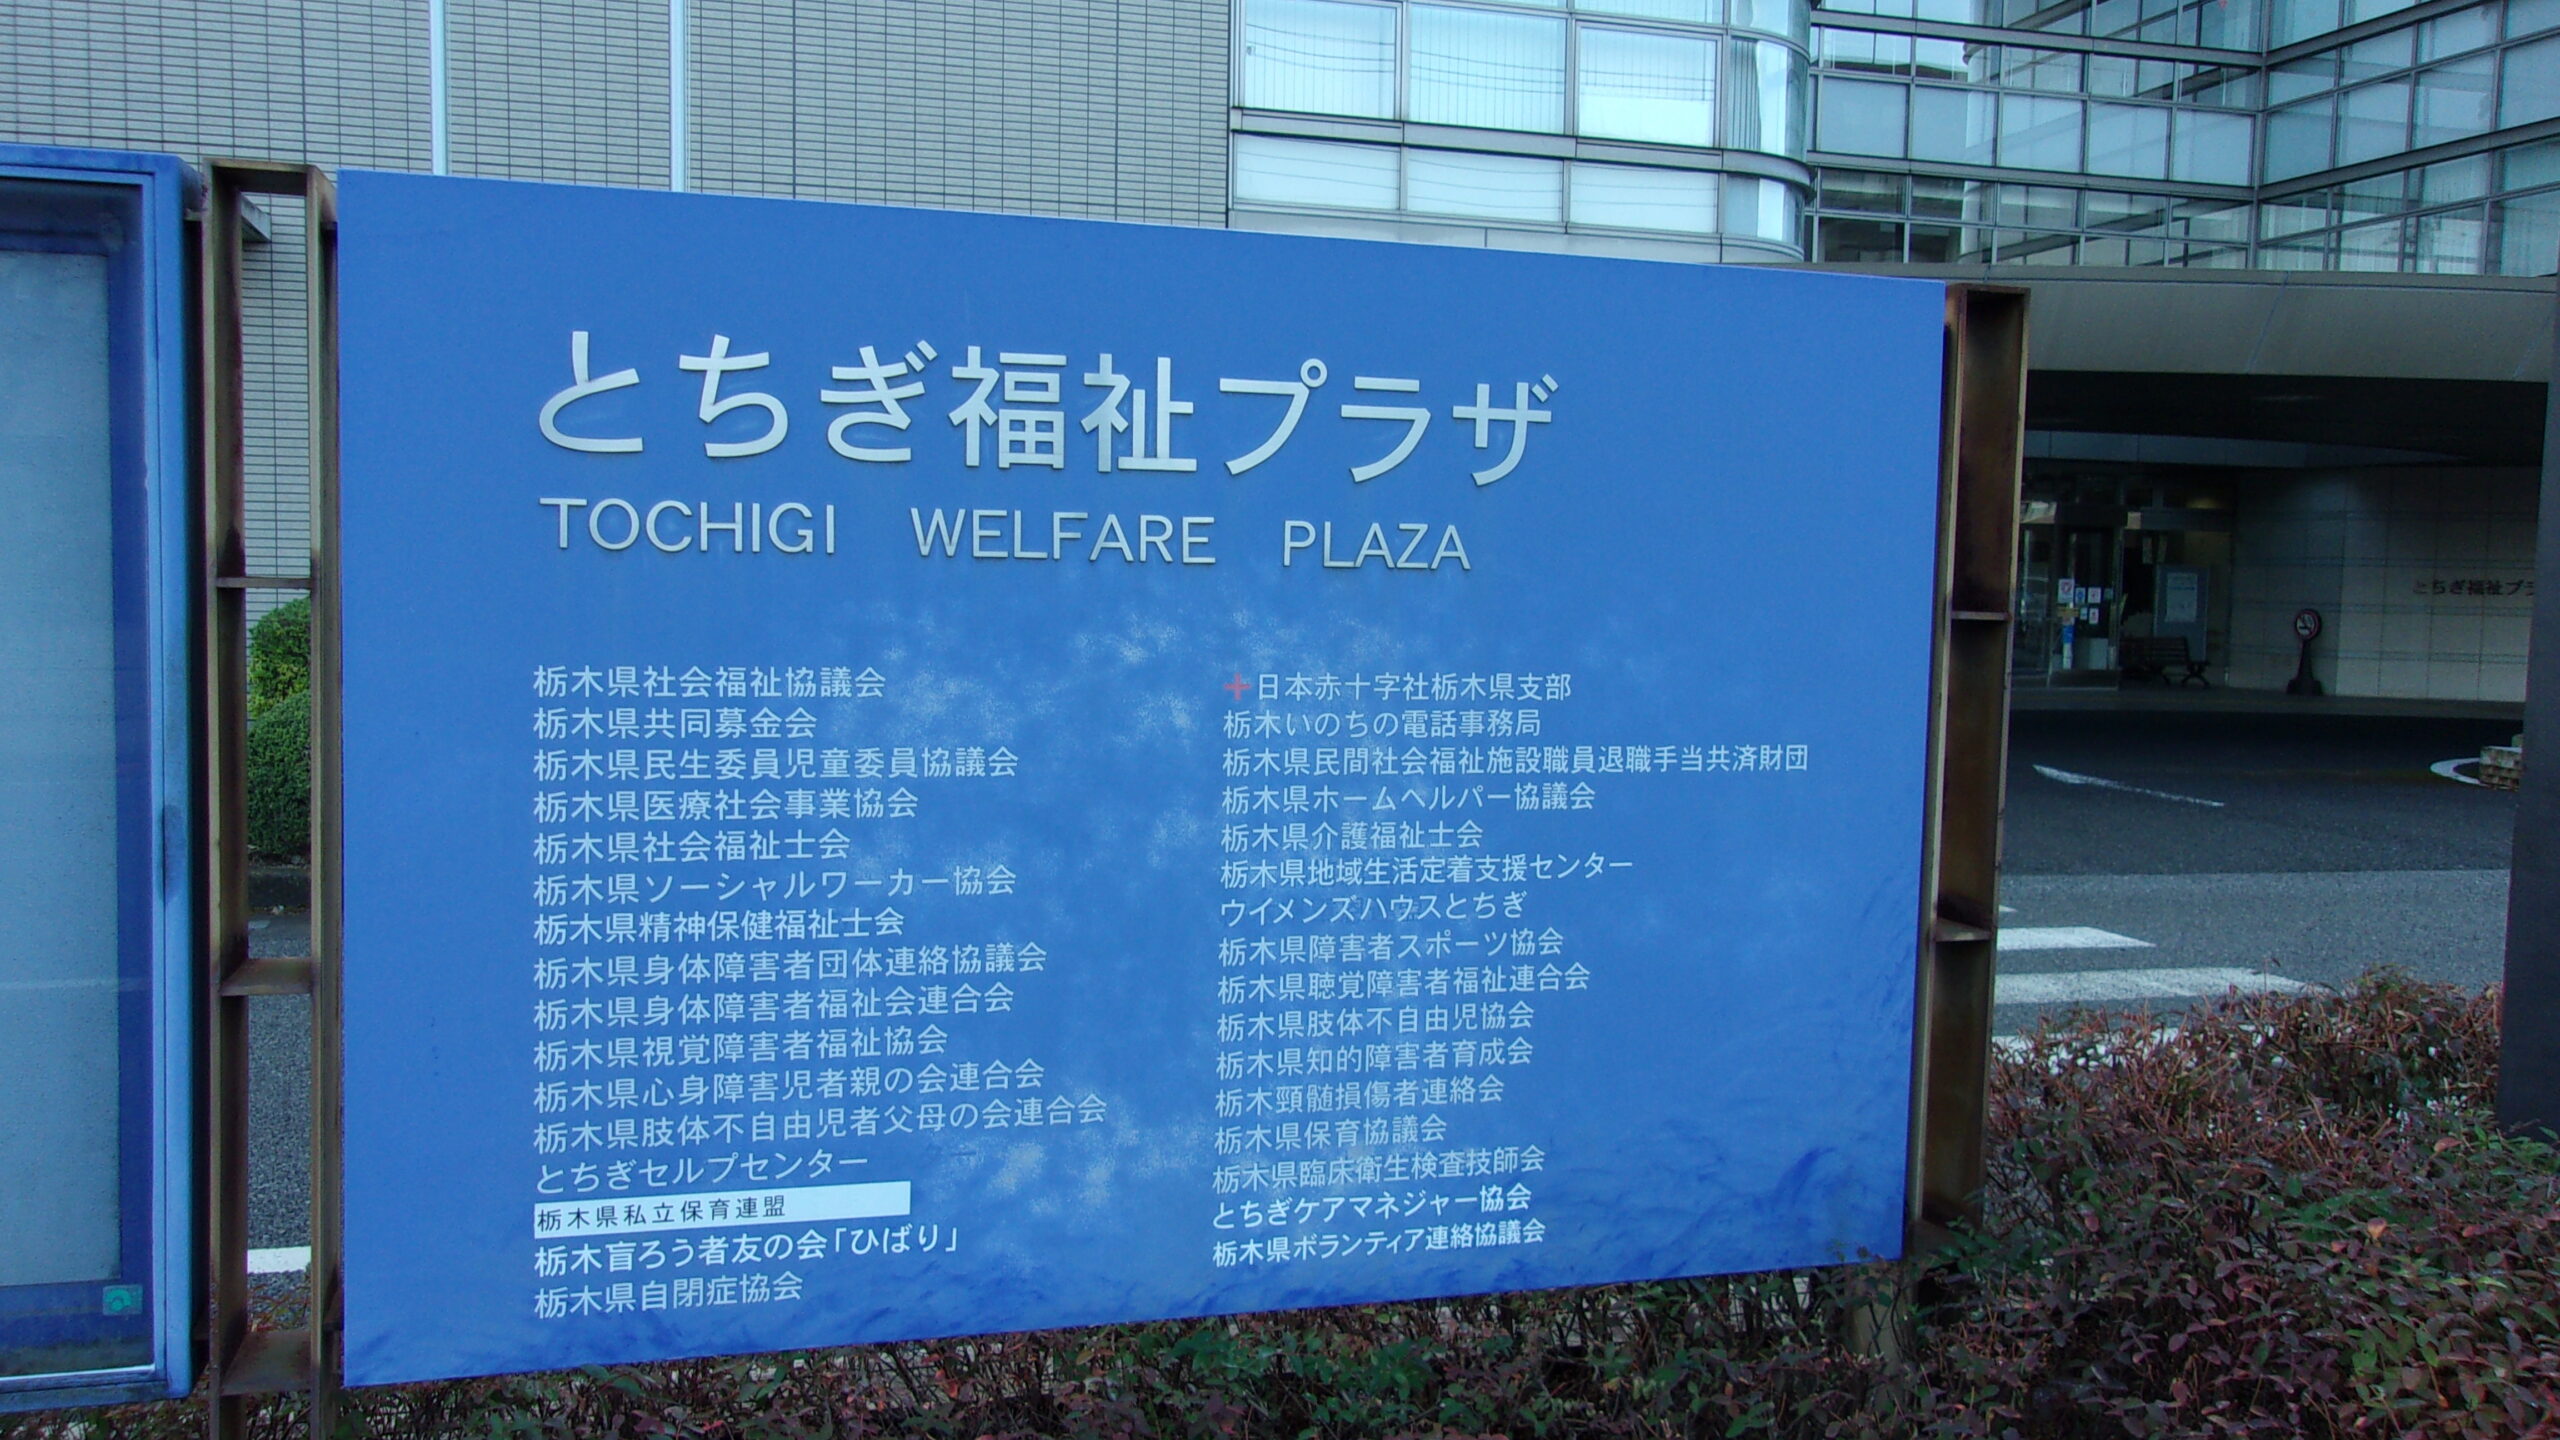 とちぎ福祉プラザ
TOCHIGI WELFARE PLAZA
栃木県社会福祉協議会
栃木県共同募金会
栃木県民生委員児童委員協議会
栃木県医療社会事業協会
栃木県社会福祉士会
栃木県ソーシャルワーカー協会
栃木県精神保健福祉士会
栃木県身体障害者団体連絡協議会
栃木県身体障害者福祉会連合会
栃木県視覚障害者福祉協会
栃木県心身障害児者親の会連合会
栃木県肢体不自由児者父母の会連合会
とちぎセルプセンター
栃木県私立保育連盟
栃木盲ろう者友の会「ひばり」
栃木県自閉症協会
日本赤十字社栃木県支部
栃木いのちの電話事務局
栃木県民間社会福祉施設職員退職手当共済財団
栃木県ホームヘルパー協議会
栃木県介護福祉士会
栃木県地域生活定着支援センター
ウイメンズハウスとちぎ
栃木県障害者スポーツ協会
栃木県聴覚障害者福祉連合会
栃木県肢体不自由児協会
栃木県知的障害者育成会
栃木頸髄損傷者連絡会
栃木県保育協議会
栃木県臨床衛生検査技師会
とちぎケアマネジャー協会
栃木県ボランティア連絡協議会
とちぎ福祉プラ